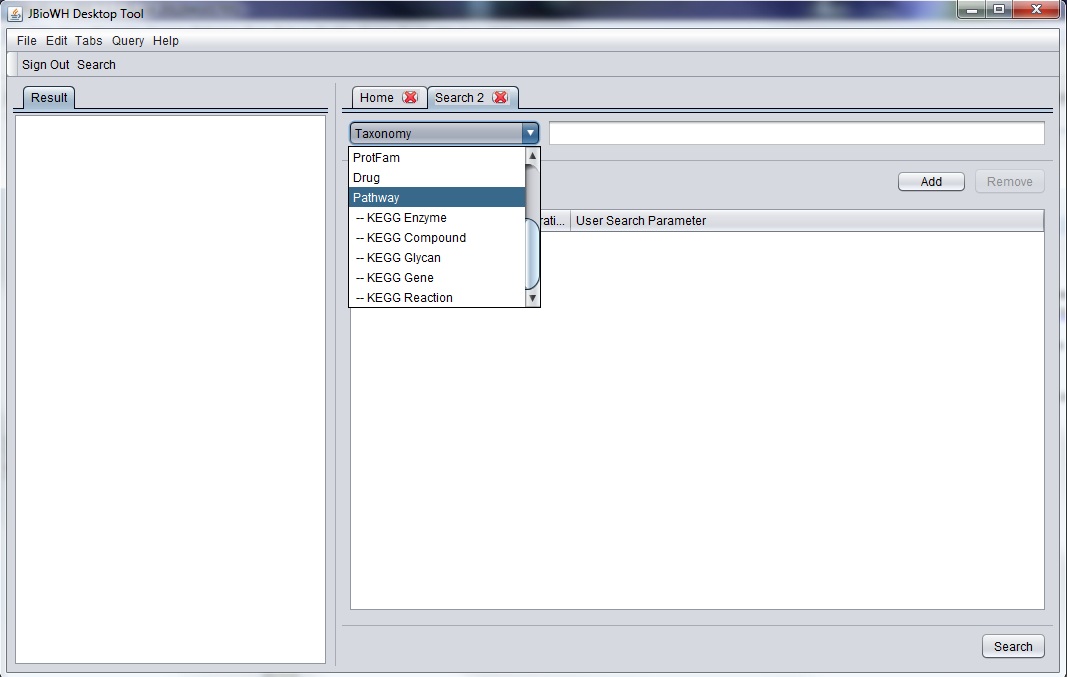 JBioWH Desktop Tool
File Edit Tabs Query Help
Sign Out Search
Result
Home Search 2
Taxonomy
ProtFam
Drug
Pathway
-- KEGG Enzyme
-- KEGG Compound
-- KEGG Glycan
-- KEGG Gene
-- KEGG Reaction
Add Remove
rati... User Search Parameter
Search